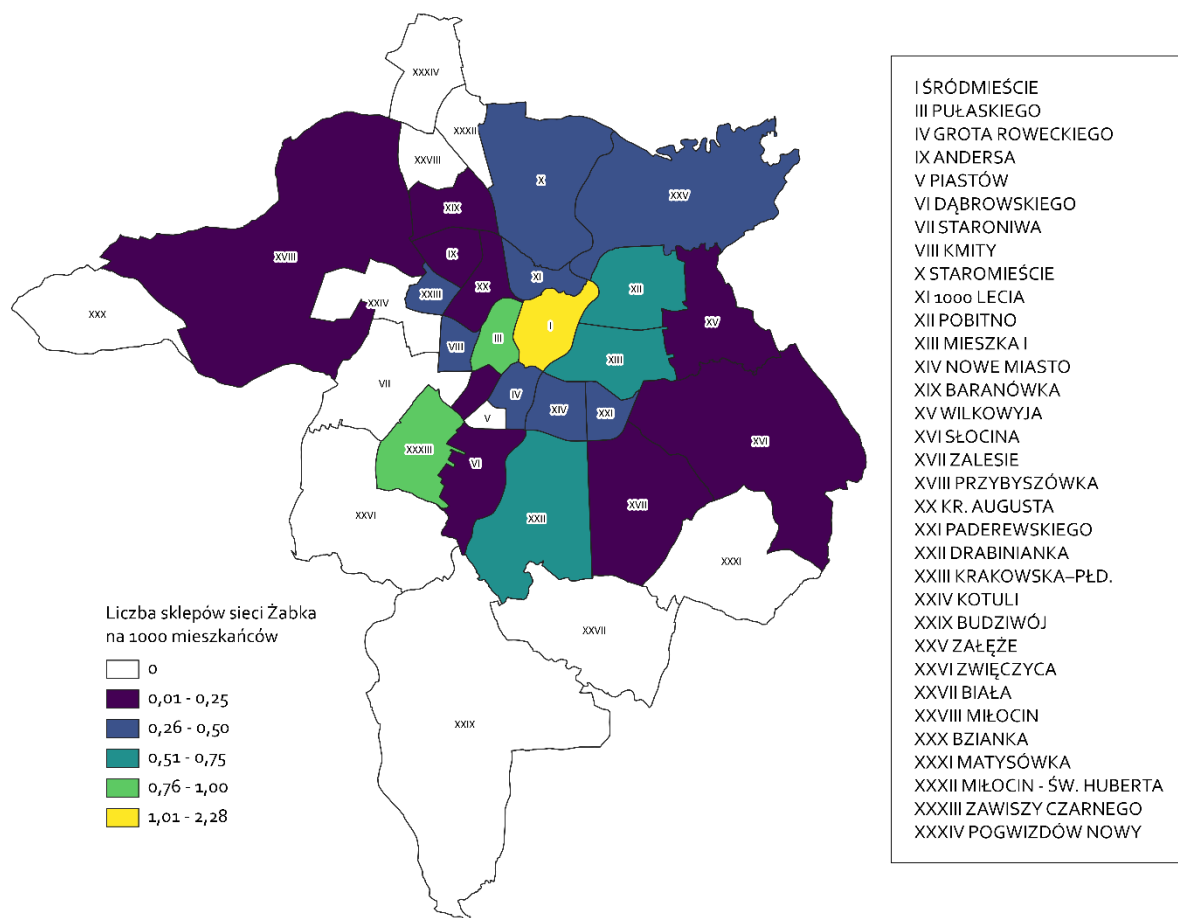 XXXIV
XXXII
XXVIII
X
XXV
XIX
IX
XVIII
XX
XI
XII
XXIII
XXIV
XXX
I
XV
III
VIII
XIII
VII
IV
XIV
XXI
V
XXXIII
VI
XVI
XXII
XVII
XXVI
XXXI
XXVII
XXIX
Liczba sklepów sieci Żabka
na 1000 mieszkańców
0
0,01 - 0,25
0,26 - 0,50
0,51 - 0,75
0,76 - 1,00
1,01 - 2,28
I ŚRÓDMIEŚCIE
III PUŁASKIEGO
IV GROTA ROWECKIEGO
IX ANDERSA
V PIASTÓW
VI DĄBROWSKIEGO
VII STARONIWA
VIII KMITY
X STAROMIEŚCIE
XI 1000 LECIA
XII POBITNO
XIII MIESZKA I
XIV NOWE MIASTO
XIX BARANÓWKA
XV WILKOWYJA
XVI SŁOCINA
XVII ZALESIE
XVIII PRZYBYSZÓWKA
XX KR. AUGUSTA
XXI PADEREWSKIEGO
XXII DRABINIANKA
XXIII KRAKOWSKA–PŁD.
XXIV KOTULI
XXIX BUDZIWÓJ
XXV ZAŁĘŻE
XXVI ZWIĘCZYCA
XXVII BIAŁA
XXVIII MIŁOCIN
XXX BZIANKA
XXXI MATYSÓWKA
XXXII MIŁOCIN - ŚW. HUBERTA
XXXIII ZAWISZY CZARNEGO
XXXIV POGWIZDÓW NOWY